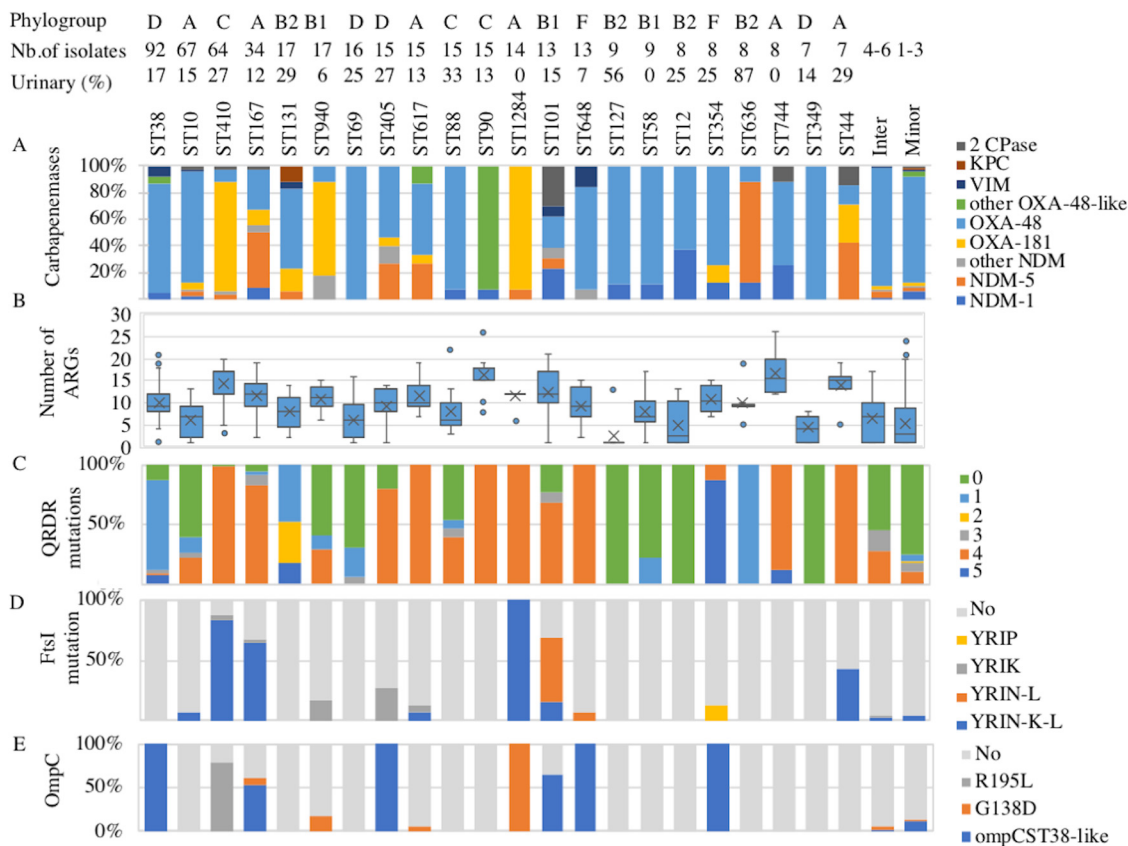 Phylogroup D A C A B2 B1 D D A C C A B1 F B2 B1 B2 F B2 A D A
Nb.of isolates 92 67 64 34 17 17 16 15 15 15 15 14 13 13 9 9 8 8 8 8 7 7 4-6 1-3
Urinary (%) 17 15 27 12 29 6 25 27 13 33 13 0 15 7 56 0 25 25 87 0 14 29
ST38 ST10 ST410 ST167 ST131 ST940 ST69 ST405 ST617 ST88 ST90 ST1284 ST101 ST648 ST127 ST58 ST12 ST354 ST636 ST744 ST349 ST44 Inter Minor
A
Carbapenemases
100%
80%
60%
40%
20%
2 CPase
KPC
VIM
other OXA-48-like
OXA-48
OXA-181
other NDM
NDM-5
NDM-1
B
Number of
ARGs
30
25
20
15
10
5
0
C
QRDR
mutations
100%
50%
0
1
2
3
4
5
D
FtsI
mutation
100%
50%
No
YRIP
YRIK
YRIN-L
YRIN-K-L
E
OmpC
100%
50%
0%
No
R195L
G138D
ompCST38-like